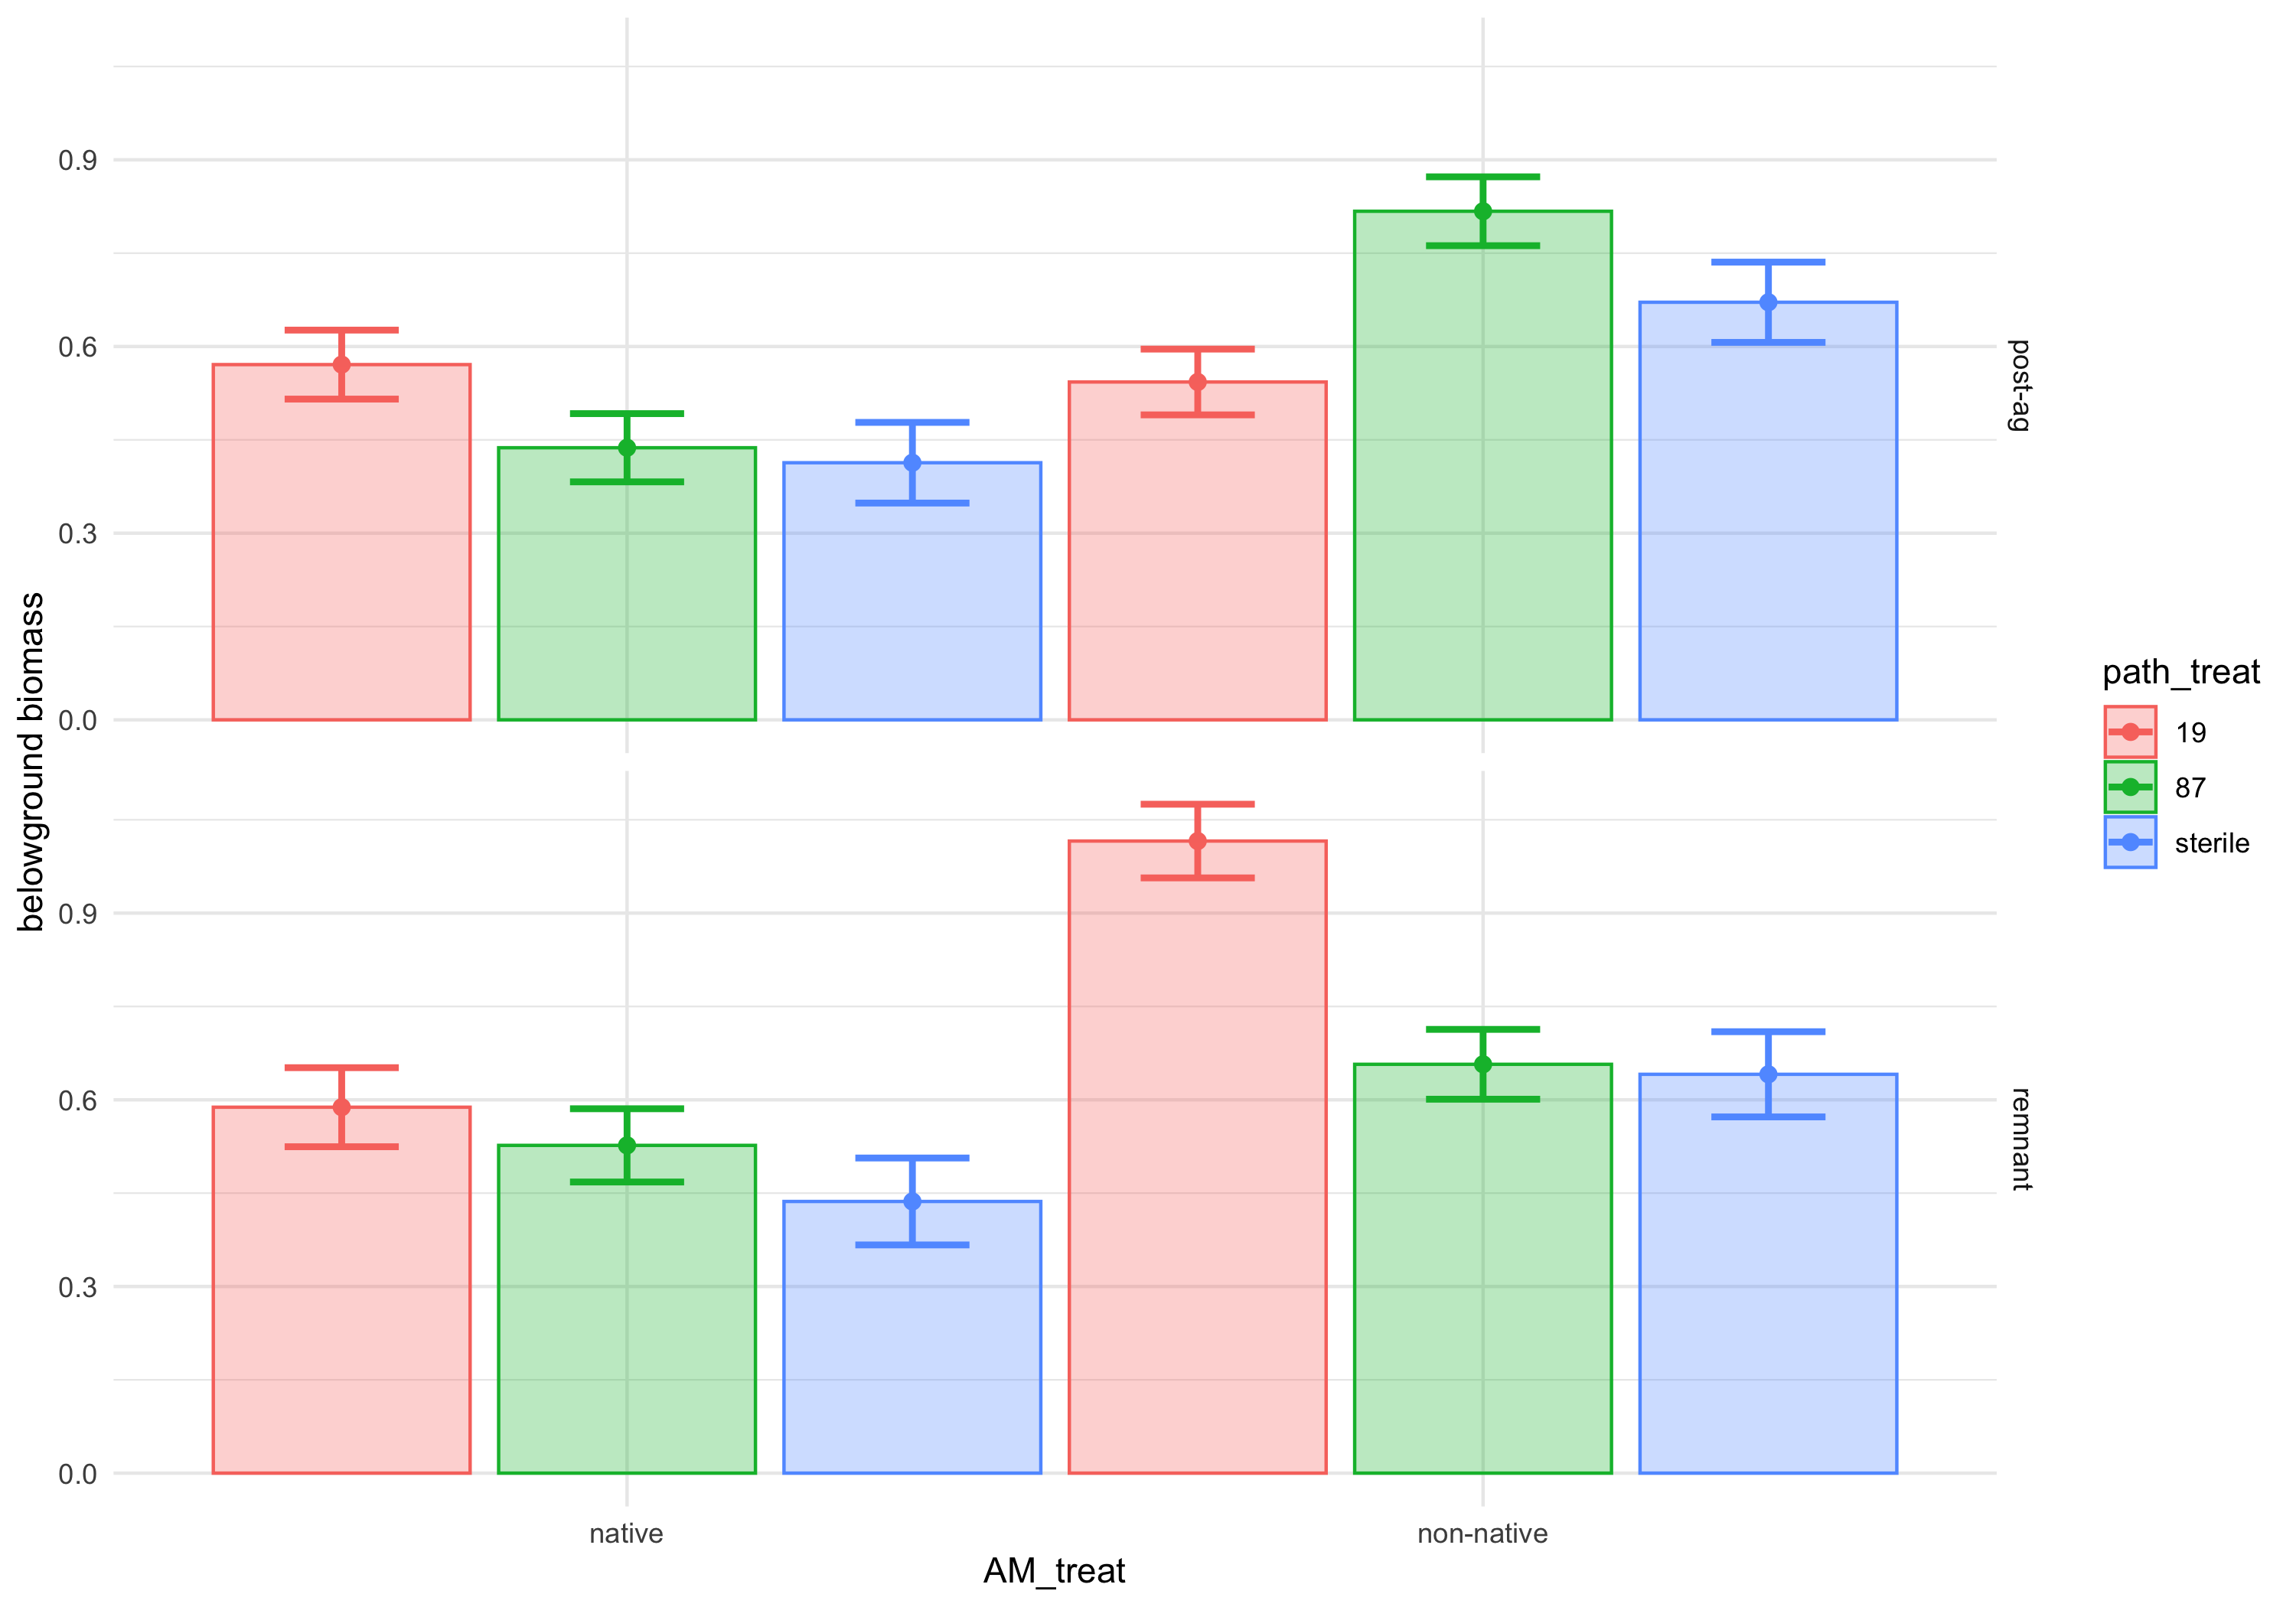 belowground biomass
0.9
0.6
0.3
0.0
post-ag
0.9
0.6
0.3
0.0
remnant
native
non-native
AM_treat
path_treat
19
87
sterile